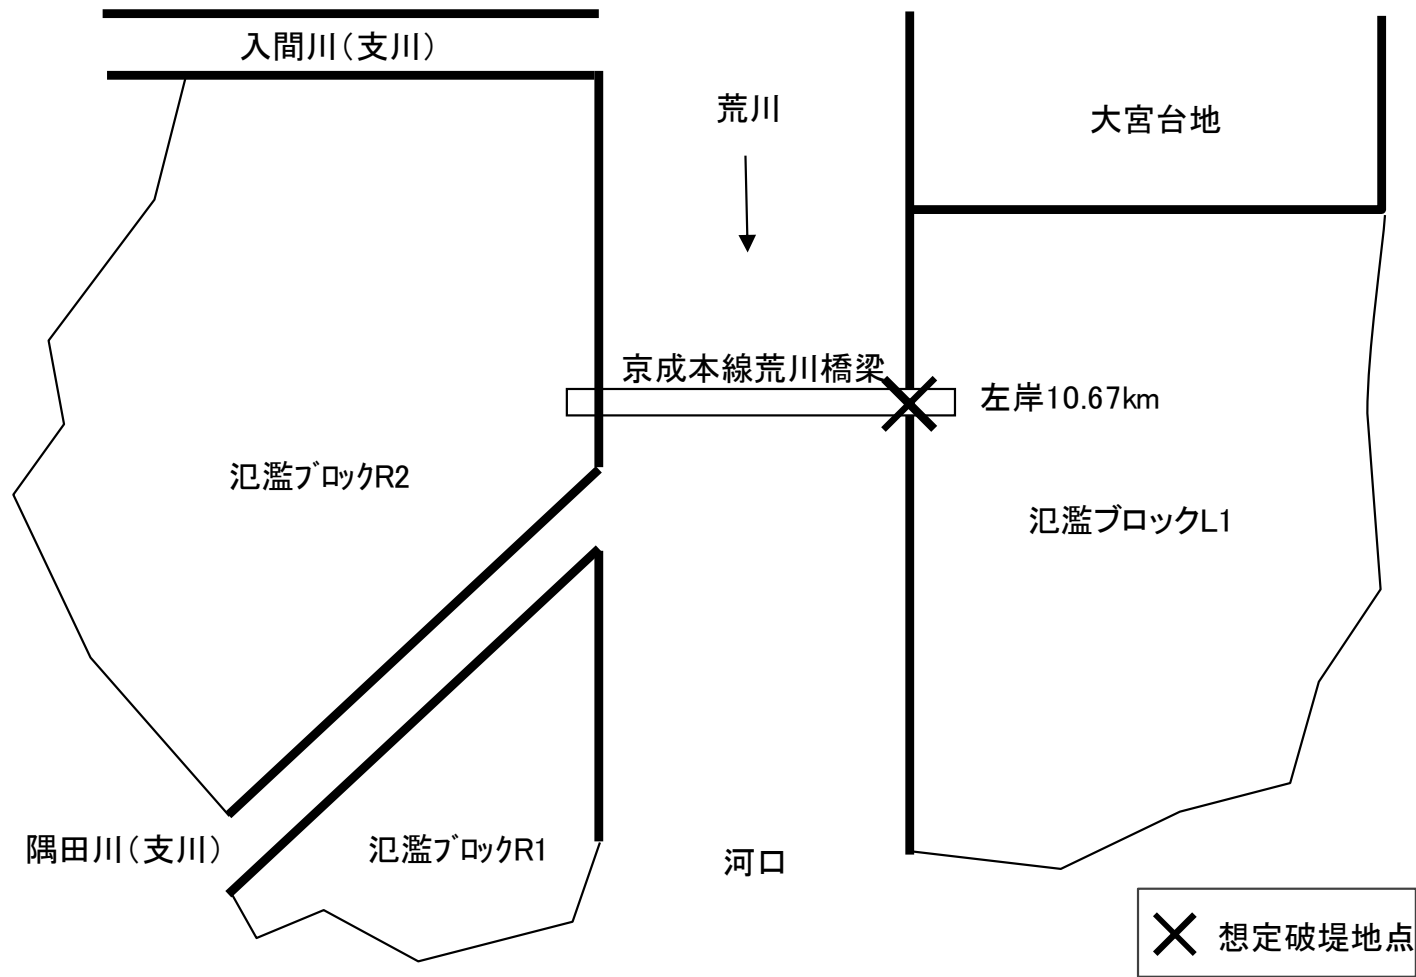 入間川(支川)
荒川
大宮台地
京成本線荒川橋梁
左岸10.67km
氾濫ブロックR2
氾濫ブロックL1
隅田川(支川)
氾濫ブロックR1
河口
想定破堤地点